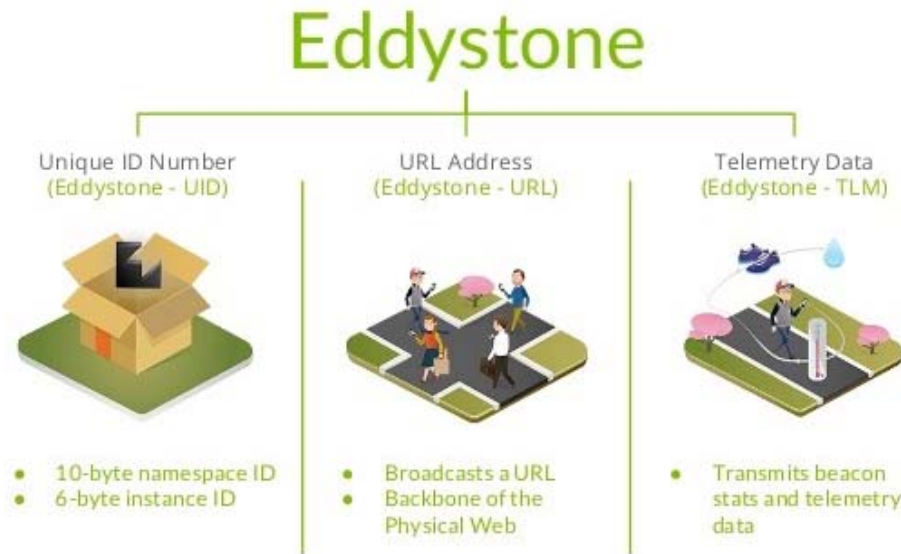 Eddystone
Unique ID Number
(Eddystone - UID)
URL Address
(Eddystone - URL)
Telemetry Data
(Eddystone - TLM)
● 10-byte namespace ID
● 6-byte instance ID
● Broadcasts a URL
● Backbone of the
Physical Web
● Transmits beacon
stats and telemetry
data